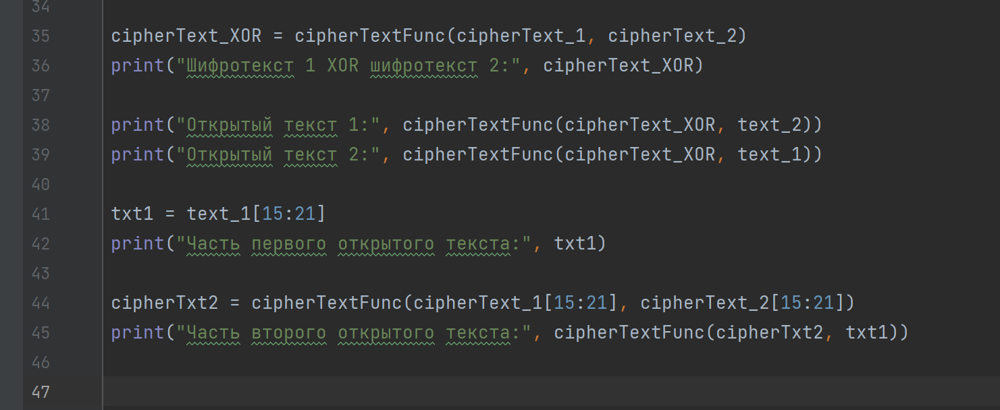 34
35 cipherText_XOR = cipherTextFunc(cipherText_1, cipherText_2)
36 print("Шифротекст 1 XOR шифротекст 2:", cipherText_XOR)
37
38 print("Открытый текст 1:", cipherTextFunc(cipherText_XOR, text_2))
39 print("Открытый текст 2:", cipherTextFunc(cipherText_XOR, text_1))
40
41 txt1 = text_1[15:21]
42 print("Часть первого открытого текста:", txt1)
43
44 cipherTxt2 = cipherTextFunc(cipherText_1[15:21], cipherText_2[15:21])
45 print("Часть второго открытого текста:", cipherTextFunc(cipherTxt2, txt1))
46
47